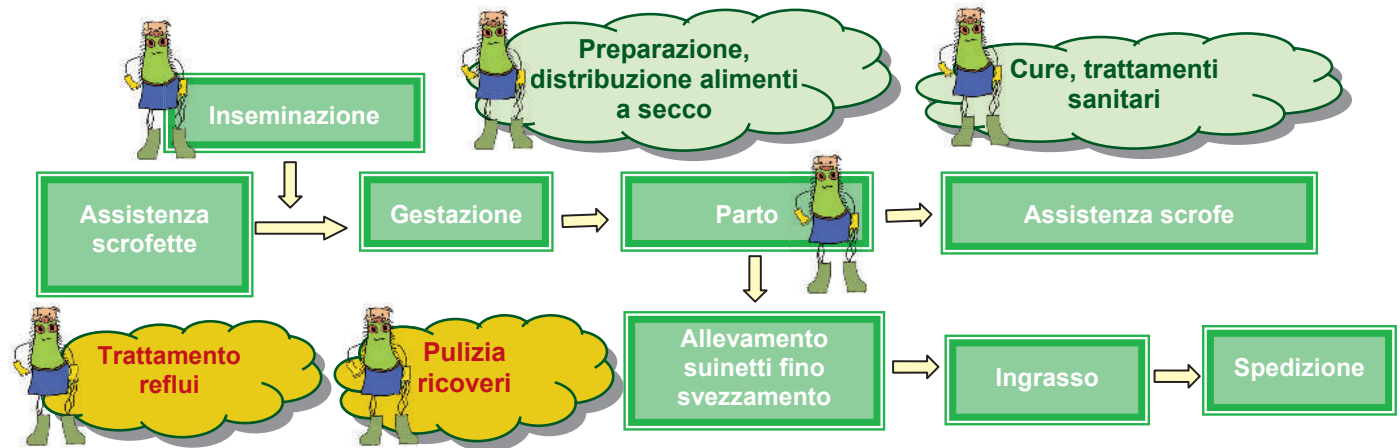 Preparazione,
distribuzione alimenti
a secco
Cure, trattamenti
sanitari
Inseminazione
Assistenza
scrofette
Gestazione
Parto
Assistenza scrofe
Trattamento
reflui
Pulizia
ricoveri
Allevamento
suinetti fino
svezzamento
Ingrasso
Spedizione